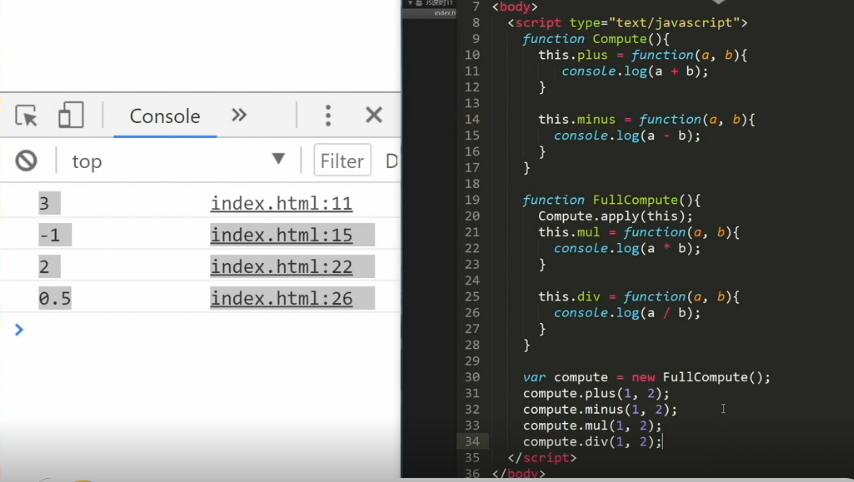 Console
top
Filter
D
3 index.html:11
-1 index.html:15
2 index.html:22
0.5 index.html:26
7 <body>
8 <script type="text/javascript">
9 function Compute(){
10 this.plus = function(a, b){
11 console.log(a + b);
12 }
13
14 this.minus = function(a, b){
15 console.log(a - b);
16 }
17 }
18
19 function FullCompute(){
20 Compute.apply(this);
21 this.mul = function(a, b){
22 console.log(a * b);
23 }
24
25 this.div = function(a, b){
26 console.log(a / b);
27 }
28 }
29
30 var compute = new FullCompute();
31 compute.plus(1, 2);
32 compute.minus(1, 2);
33 compute.mul(1, 2);
34 compute.div(1, 2);
35 </script>
36 </body>